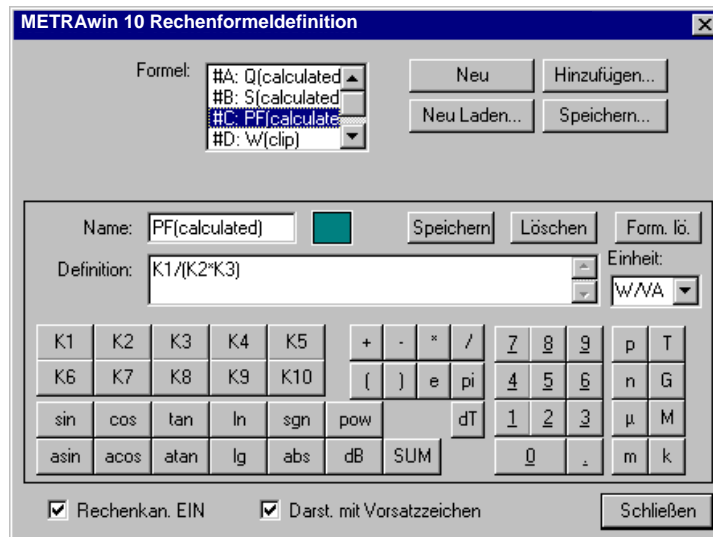 METRAwin 10 Rechenformeldefinition
Formel:
#A: Q(calculated
#B: S(calculated
#C: PF(calculate
#D: W(clip)
Neu
Hinzufügen...
Neu Laden...
Speichern...
Name:
PF(calculated)
Speichern
Löschen
Form. lö.
Definition:
K1/(K2*K3)
Einheit:
W/VA
K1 K2 K3 K4 K5 + - * / 7 8 9 p T
K6 K7 K8 K9 K10 ( ) e pi 4 5 6 n G
sin cos tan ln sgn pow dT 1 2 3 µ M
asin acos atan lg abs dB SUM 0 . m k
Rechenkan. EIN
Darst. mit Vorsatzzeichen
Schließen